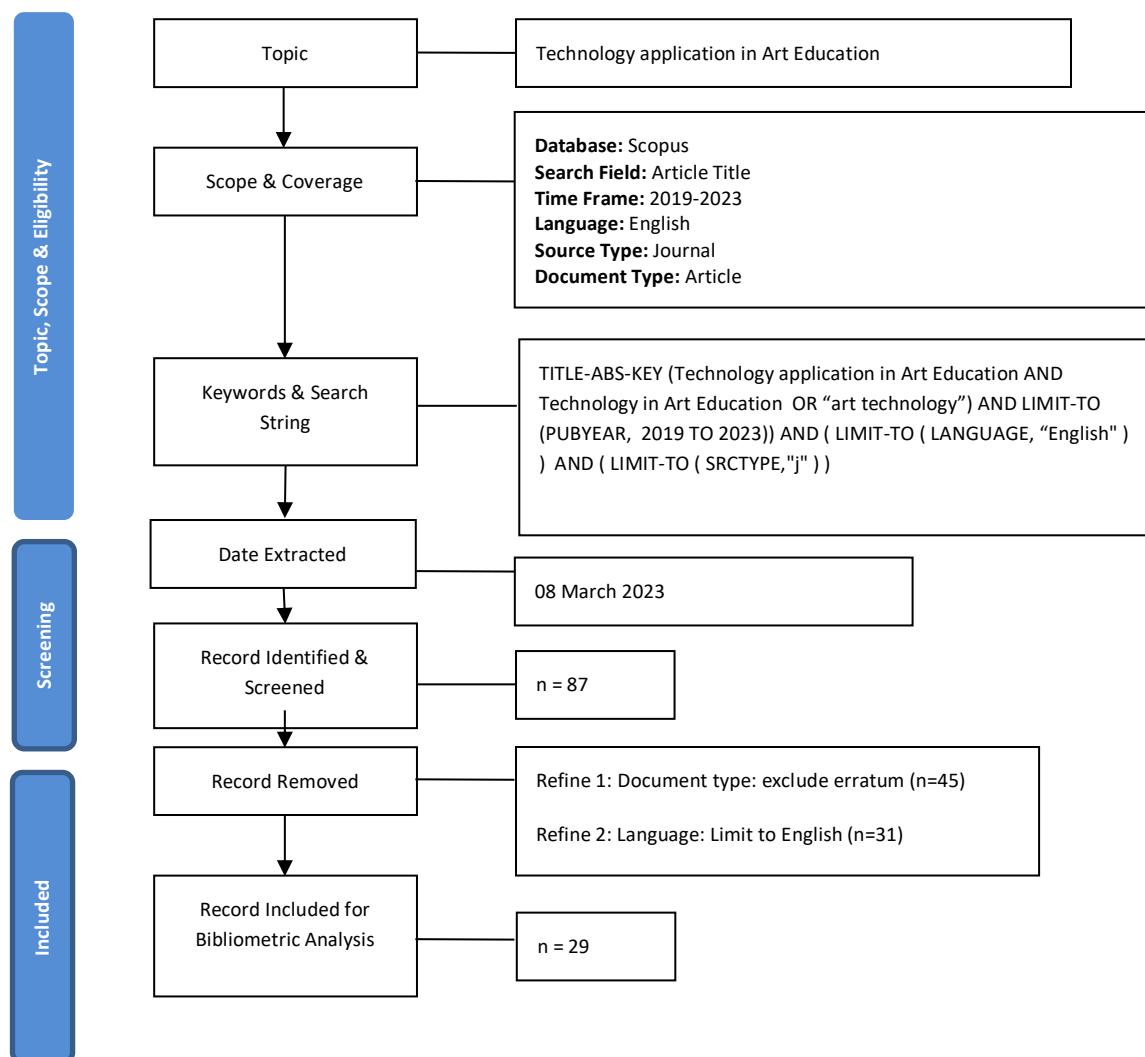 Topic, Scope & Eligibility
Topic
Technology application in Art Education
Scope & Coverage
Database: Scopus
Search Field: Article Title
Time Frame: 2019-2023
Language: English
Source Type: Journal
Document Type: Article
Keywords & Search
String
TITLE-ABS-KEY (Technology application in Art Education AND
Technology in Art Education  OR “art technology”) AND LIMIT-TO
(PUBYEAR,  2019 TO 2023)) AND ( LIMIT-TO ( LANGUAGE, “English" )
)  AND ( LIMIT-TO ( SRCTYPE,"j" ) )
Screening
Date Extracted
08 March 2023
Record Identified &
Screened
n = 87
Included
Record Removed
Refine 1: Document type: exclude erratum (n=45)
Refine 2: Language: Limit to English (n=31)
Record Included for
Bibliometric Analysis
n = 29